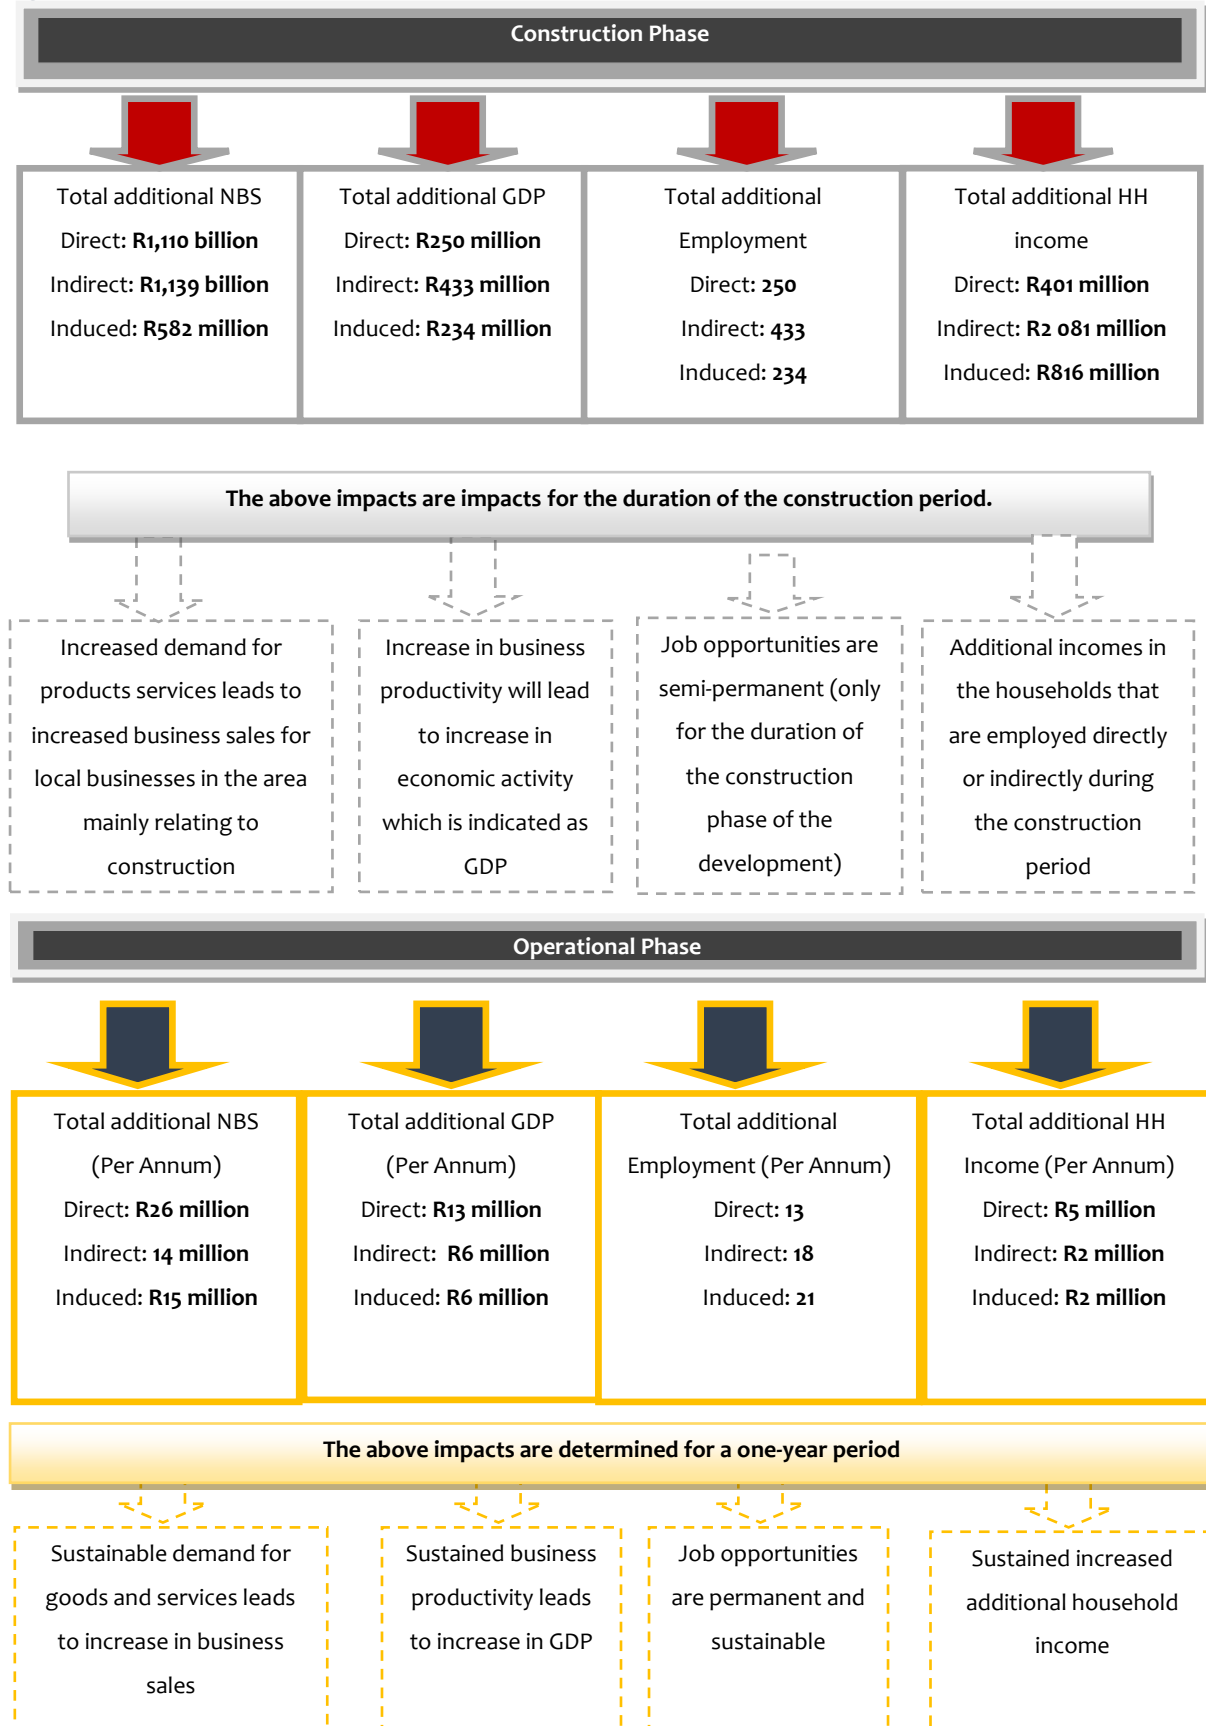 Construction Phase
Total additional NBS
Direct: R1,110 billion
Indirect: R1,139 billion
Induced: R582 million
Total additional GDP
Direct: R250 million
Indirect: R433 million
Induced: R234 million
Total additional
Employment
Direct: 250
Indirect: 433
Induced: 234
Total additional HH
income
Direct: R401 million
Indirect: R2 081 million
Induced: R816 million
The above impacts are impacts for the duration of the construction period.
Increased demand for
products services leads to
increased business sales for
local businesses in the area
mainly relating to
construction
Increase in business
productivity will lead
to increase in
economic activity
which is indicated as
GDP
Job opportunities are
semi-permanent (only
for the duration of
the construction
phase of the
development)
Additional incomes in
the households that
are employed directly
or indirectly during
the construction
period
Operational Phase
Total additional NBS
(Per Annum)
Direct: R26 million
Indirect: 14 million
Induced: R15 million
Total additional GDP
(Per Annum)
Direct: R13 million
Indirect: R6 million
Induced: R6 million
Total additional
Employment (Per Annum)
Direct: 13
Indirect: 18
Induced: 21
Total additional HH
Income (Per Annum)
Direct: R5 million
Indirect: R2 million
Induced: R2 million
The above impacts are determined for a one-year period
Sustainable demand for
goods and services leads
to increase in business
sales
Sustained business
productivity leads
to increase in GDP
Job opportunities
are permanent and
sustainable
Sustained increased
additional household
income